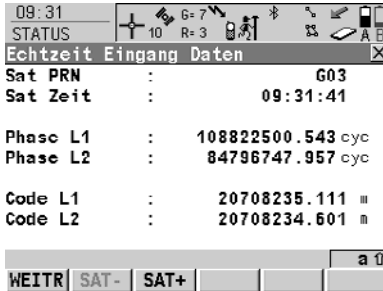 09:31
STATUS
10
G= 7
R= 3
A B
Echtzeit Eingang Daten X
Sat PRN : G03
Sat Zeit : 09:31:41
Phase L1 : 108822500.543 cyc
Phase L2 : 84796747.957 cyc
Code L1 : 20708235.111 m
Code L2 : 20708234.601 m
a
WEITR SAT- SAT+